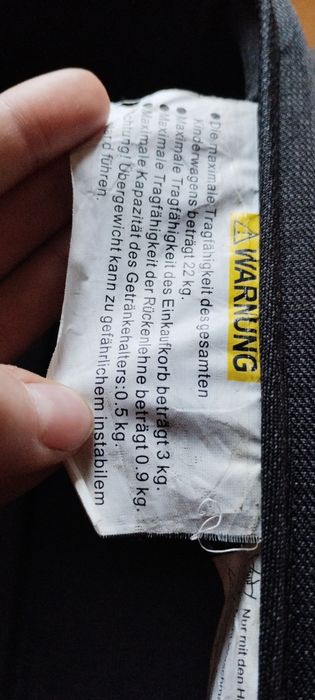 WARNUNG
●Die maximale Tragfähigkeit des gesamten
Kinderwagens beträgt 22 kg.
●Maximale Tragfähigkeit des Einkaufkorb beträgt 3 kg.
●Maximale Tragfähigkeit der Rückenlehne beträgt 0.9 kg.
Maximale Kapazität des Getränkehalters:0.5 kg.
Übergewicht kann zu gefährlichem instabilem
führen.
Nur mit den H